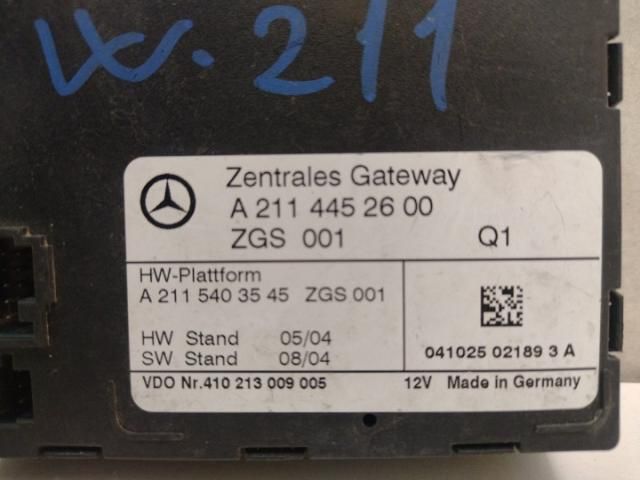 W.211
Zentrales Gateway
A 211 445 26 00
ZGS 001 Q1
HW-Plattform
A 211 540 35 45 ZGS 001
HW Stand 05/04
SW Stand 08/04
041025 02189 3 A
VDO Nr.410 213 009 005 12V Made in Germany